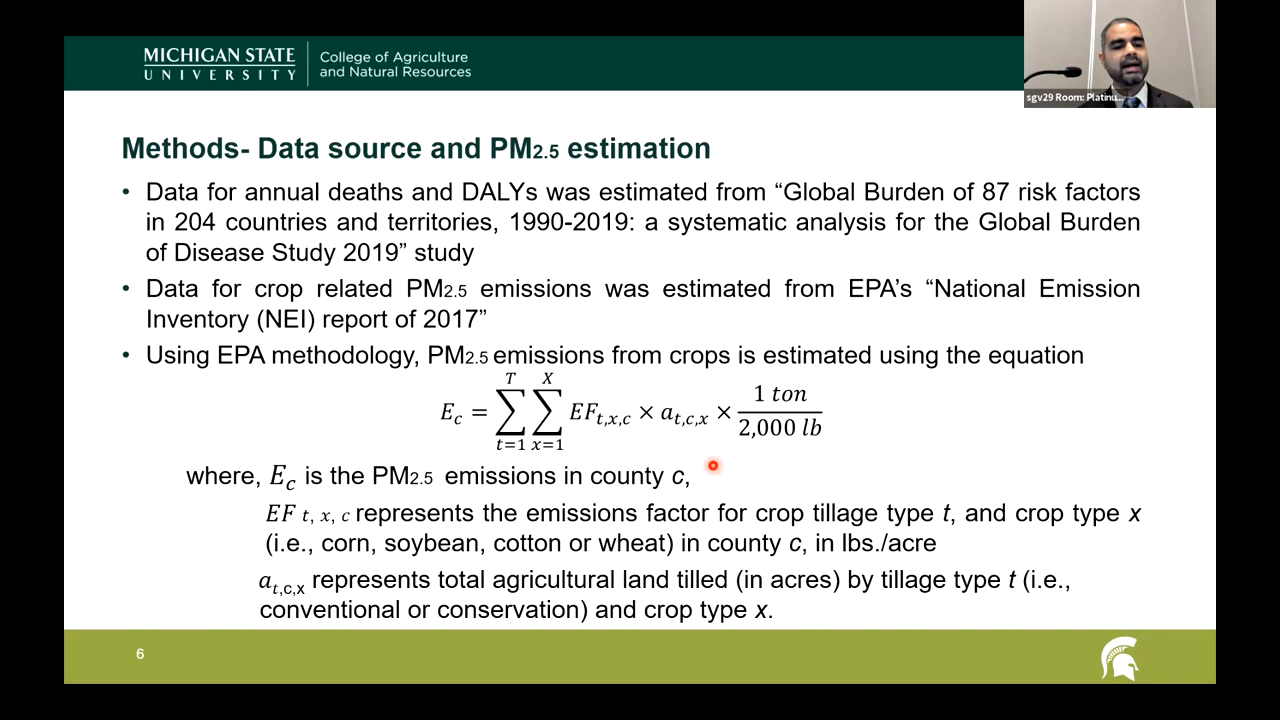 MICHIGAN STATE
UNIVERSITY
College of Agriculture
and Natural Resources
sgv29 Room: Platinu...
Methods- Data source and PM2.5 estimation
• Data for annual deaths and DALYs was estimated from “Global Burden of 87 risk factors
in 204 countries and territories, 1990-2019: a systematic analysis for the Global Burden
of Disease Study 2019” study
• Data for crop related PM2.5 emissions was estimated from EPA’s “National Emission
Inventory (NEI) report of 2017”
• Using EPA methodology, PM2.5 emissions from crops is estimated using the equation
E_c = ∑_{t=1}^{T} ∑_{x=1}^{X} EF_{t,x,c} × a_{t,c,x} × 1 ton / 2,000 lb
where, E_c is the PM2.5 emissions in county c,
EF t, x, c represents the emissions factor for crop tillage type t, and crop type x
(i.e., corn, soybean, cotton or wheat) in county c, in lbs./acre
a_{t,c,x} represents total agricultural land tilled (in acres) by tillage type t (i.e.,
conventional or conservation) and crop type x.
6